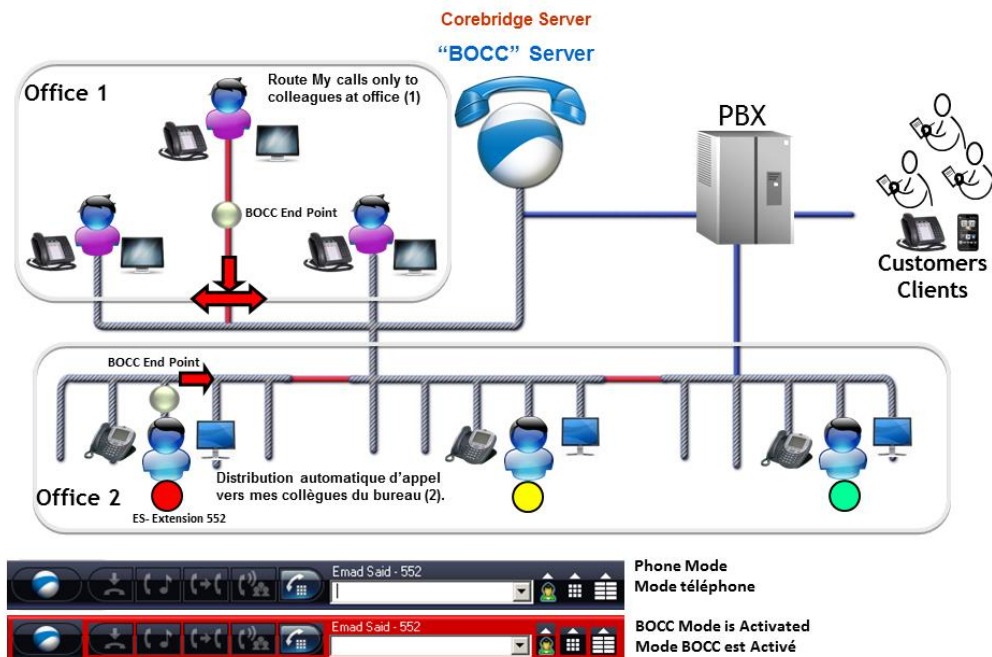 Corebridge Server
“BOCC” Server
Office 1
Route My calls only to
colleagues at office (1)
PBX
BOCC End Point
Customers
Clients
BOCC End Point
Distribution automatique d’appel
vers mes collègues du bureau (2).
Office 2
ES- Extension 552
Emad Said - 552
Phone Mode
Mode téléphone
Emad Said - 552
BOCC Mode is Activated
Mode BOCC est Activé